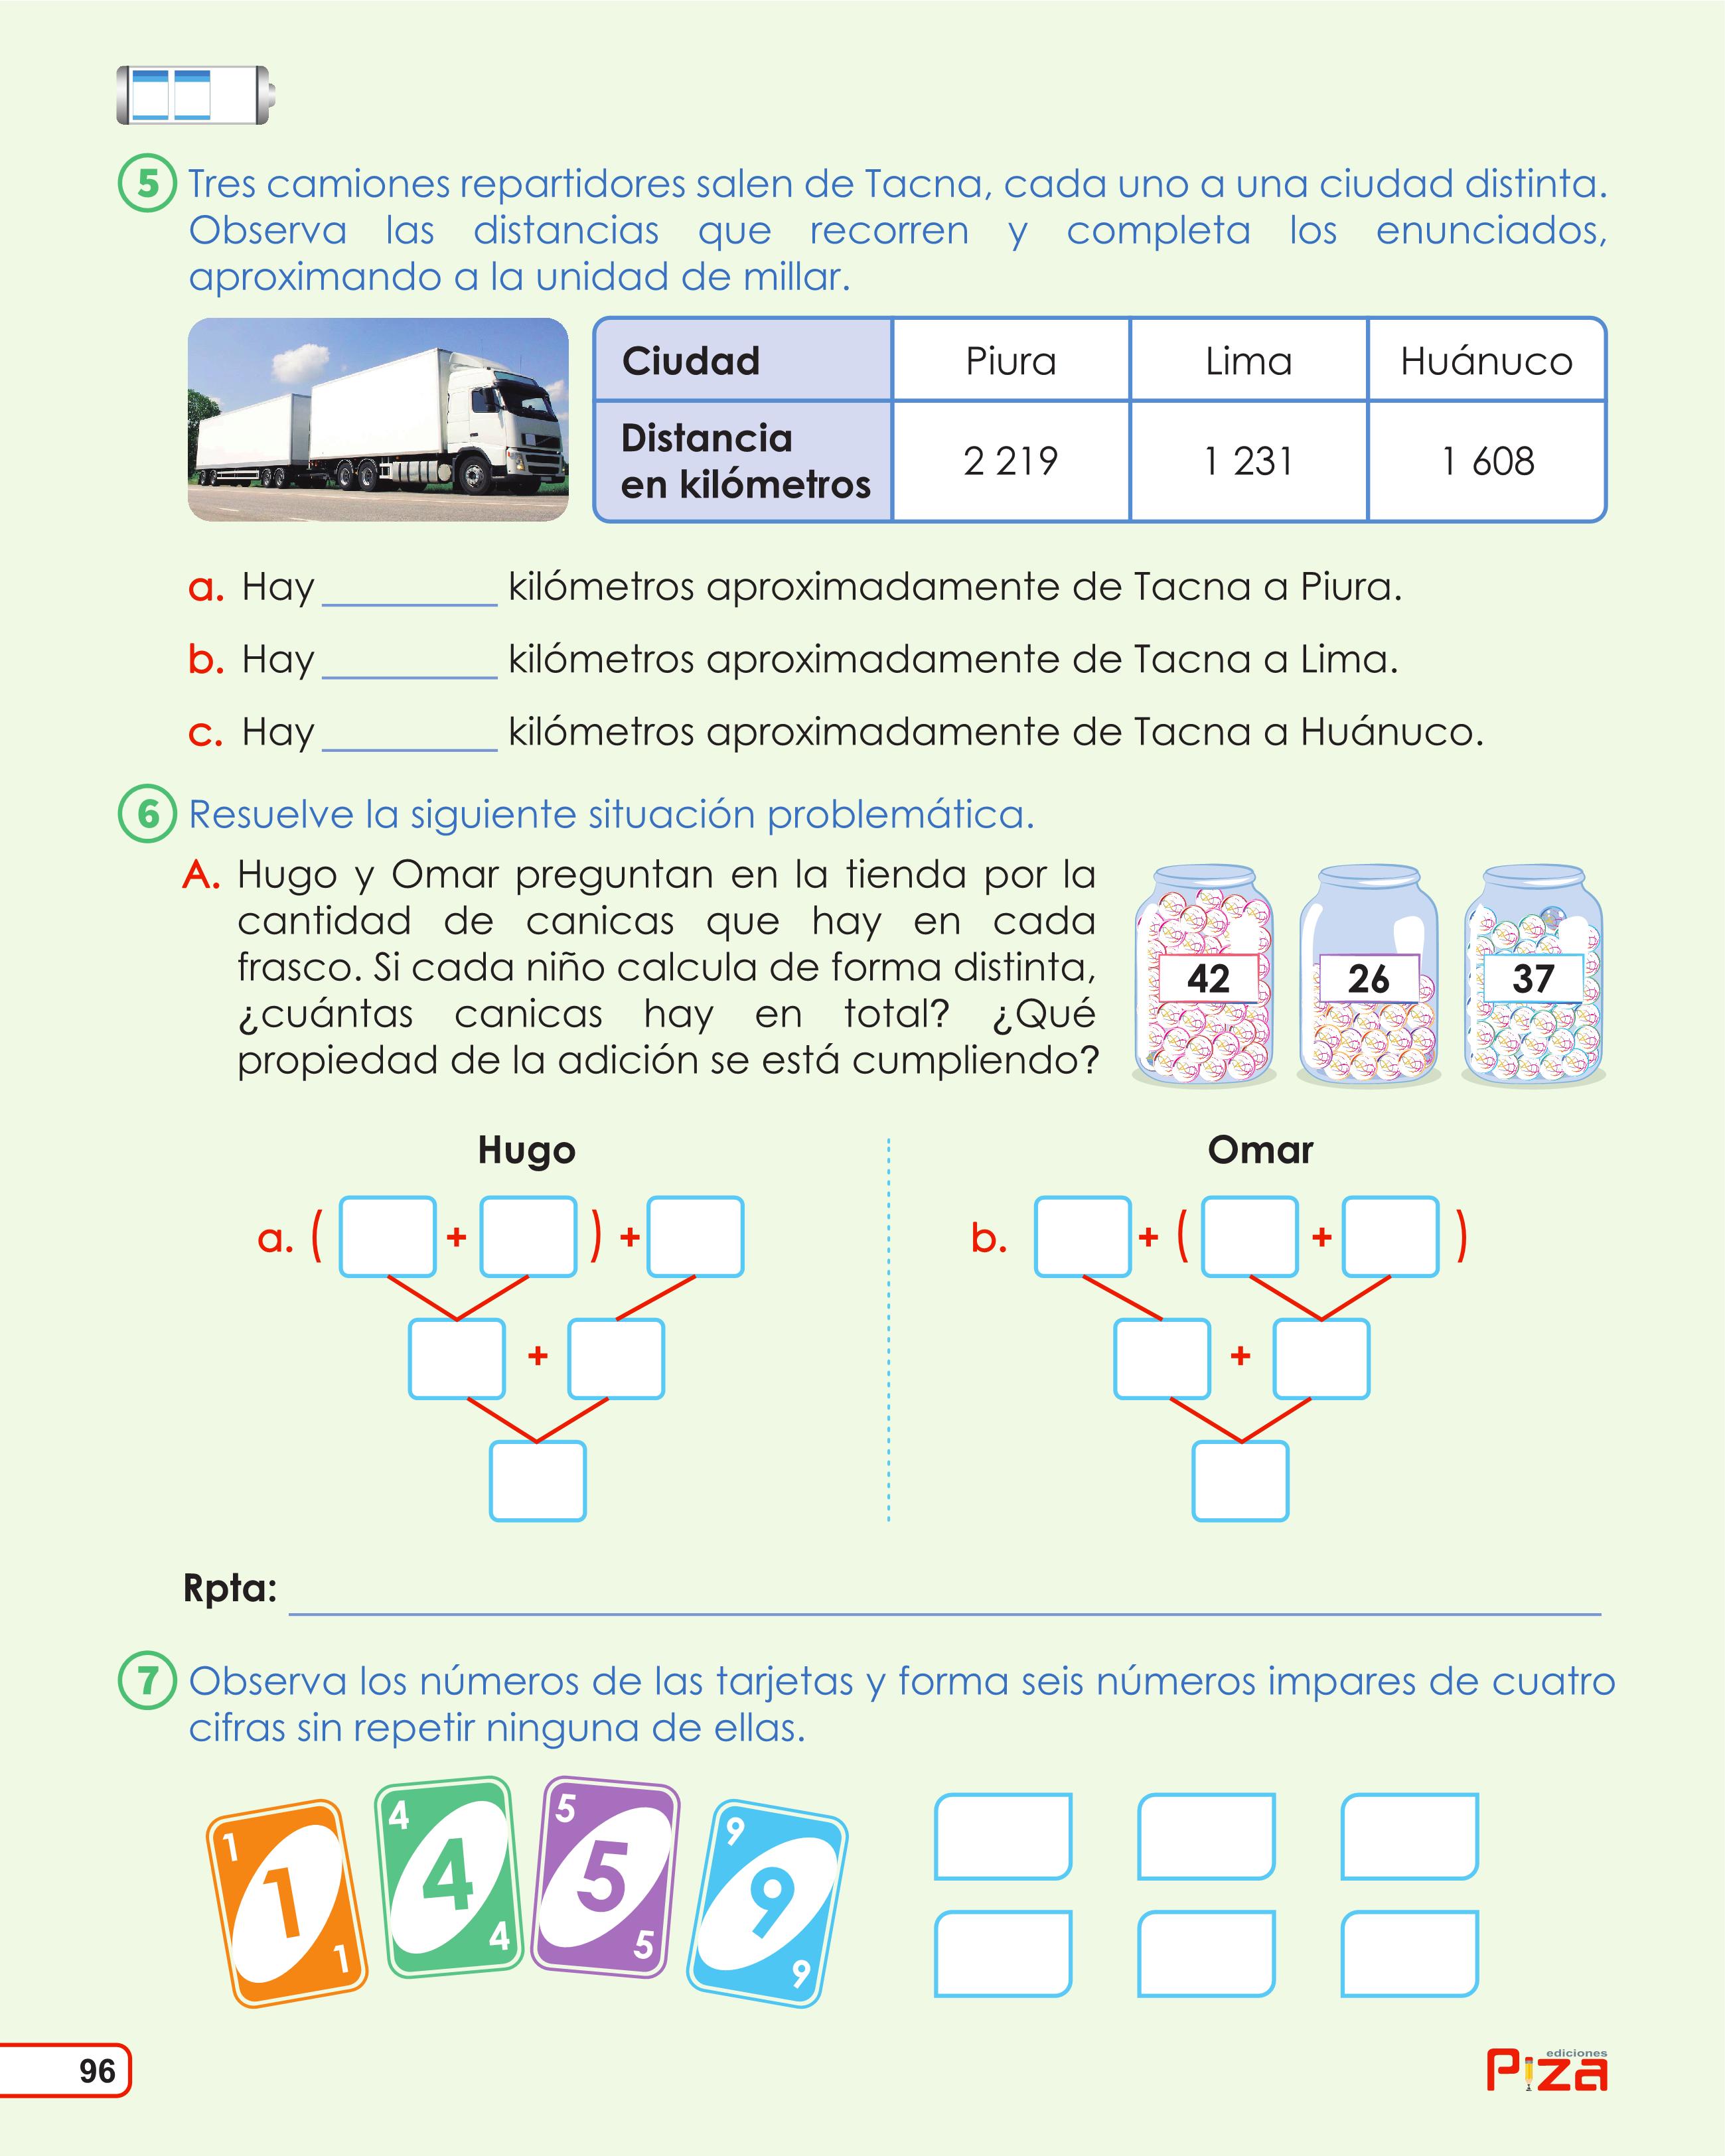 5 Tres camiones repartidores salen de Tacna, cada uno a una ciudad distinta.
Observa las distancias que recorren y completa los enunciados,
aproximando a la unidad de millar.
Ciudad Piura Lima Huánuco
Distancia
en kilómetros 2 219 1 231 1 608
a. Hay ________ kilómetros aproximadamente de Tacna a Piura.
b. Hay ________ kilómetros aproximadamente de Tacna a Lima.
c. Hay ________ kilómetros aproximadamente de Tacna a Huánuco.
6 Resuelve la siguiente situación problemática.
A. Hugo y Omar preguntan en la tienda por la
cantidad de canicas que hay en cada
frasco. Si cada niño calcula de forma distinta,
¿cuántas canicas hay en total? ¿Qué
propiedad de la adición se está cumpliendo?
42 26 37
Hugo Omar
a. ( + ) + b. + ( + )
+ +
Rpta:
7 Observa los números de las tarjetas y forma seis números impares de cuatro
cifras sin repetir ninguna de ellas.
1 4 5 9
1 4 5 9
1 4 5 9
96
ediciones
Piza